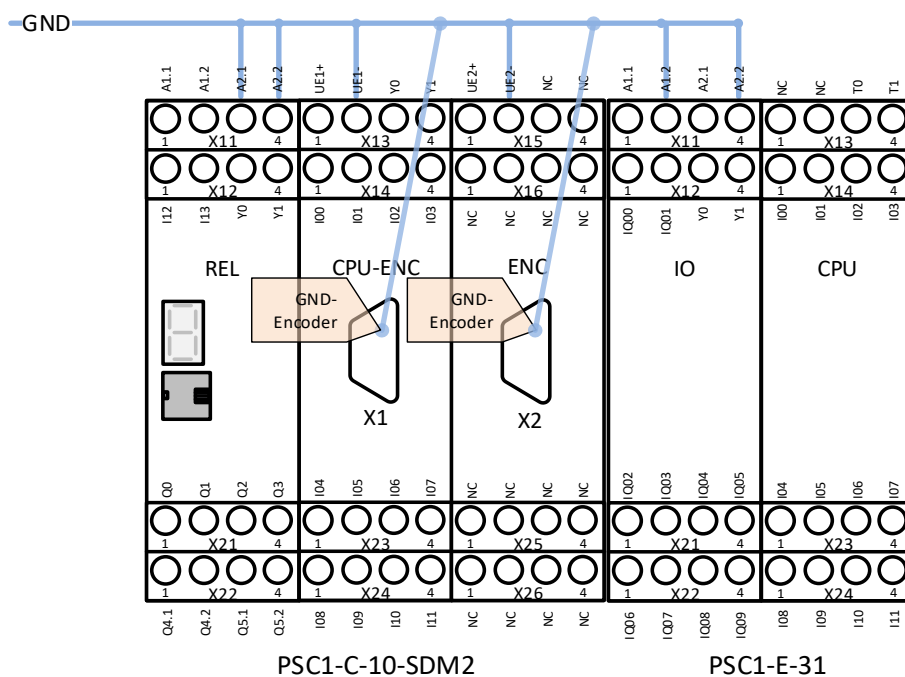 GND
A1.1 A1.2 A2.1 A2.2 UE1+ UE1- Y0 Y1 UE2+ UE2- NC NC A1.1 A1.2 A2.1 A2.2 NC NC T0 T1
1 X11 4 1 X13 4 1 X15 4 1 X11 4 1 X13 4
1 X12 4 1 X14 4 1 X16 4 1 X12 4 1 X14 4
I12 I13 Y0 Y1 I00 I01 I02 I03 NC NC NC NC IQ00 IQ01 Y0 Y1 I00 I01 I02 I03
REL CPU-ENC ENC IO CPU
GND- GND-
Encoder Encoder
X1 X2
Q0 Q1 Q2 Q3 I04 I05 I06 I07 NC NC NC NC IQ02 IQ03 IQ04 IQ05 I04 I05 I06 I07
1 X21 4 1 X23 4 1 X25 4 1 X21 4 1 X23 4
1 X22 4 1 X24 4 1 X26 4 1 X22 4 1 X24 4
Q4.1 Q4.2 Q5.1 Q5.2 I08 I09 I10 I11 NC NC NC NC IQ06 IQ07 IQ08 IQ09 I08 I09 I10 I11
PSC1-C-10-SDM2 PSC1-E-31